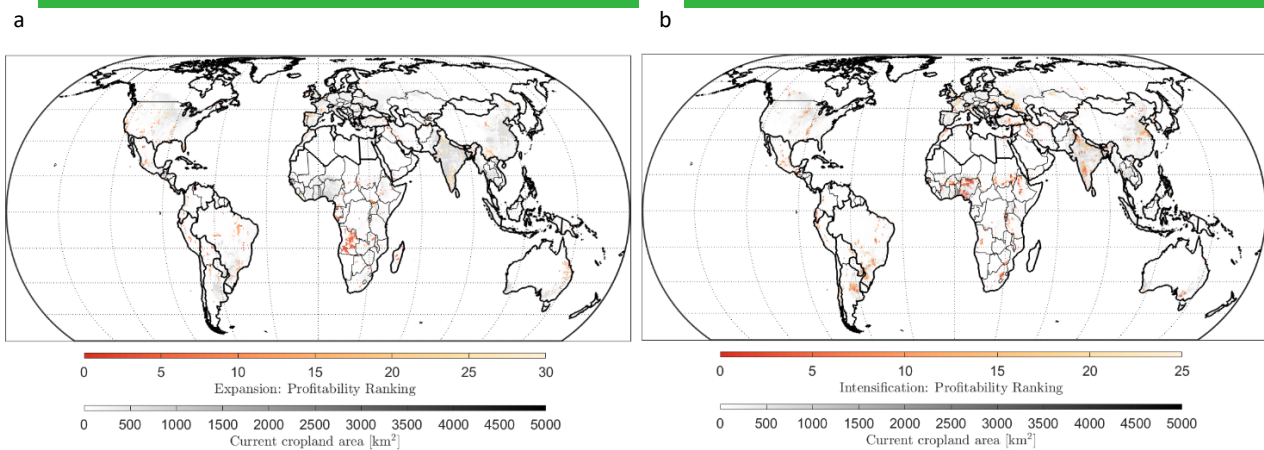 a
0 5 10 15 20 25 30
Expansion: Profitability Ranking
0 500 1000 1500 2000 2500 3000 3500 4000 4500 5000
Current cropland area [km²]
b
0 5 10 15 20 25
Intensification: Profitability Ranking
0 500 1000 1500 2000 2500 3000 3500 4000 4500 5000
Current cropland area [km²]